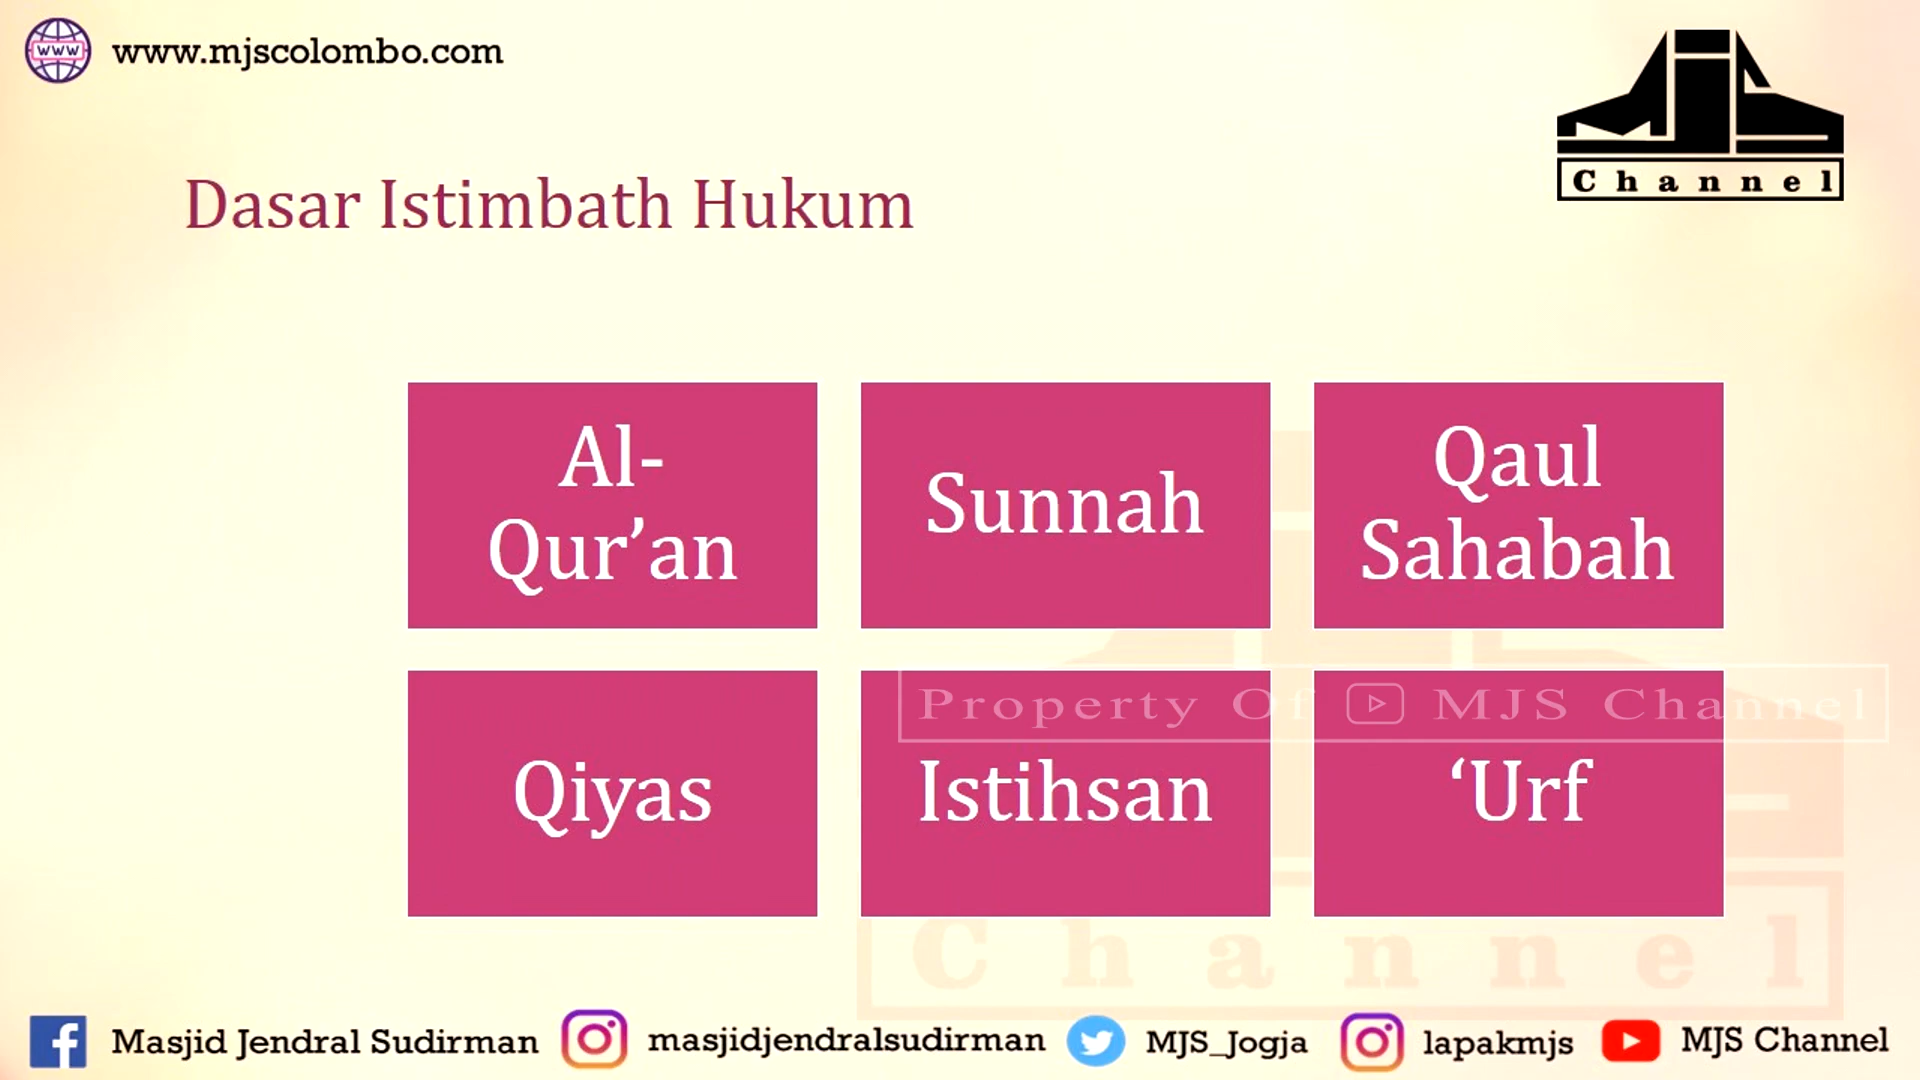 www.mjscolombo.com
MJS
Channel
Dasar Istimbath Hukum
Al-
Qur’an
Sunnah
Qaul
Sahabah
Property Of MJS Channel
Qiyas
Istihsan
‘Urf
Channel
Masjid Jendral Sudirman
masjidjendralsudirman
MJS_Jogja
lapakmjs
MJS Channel